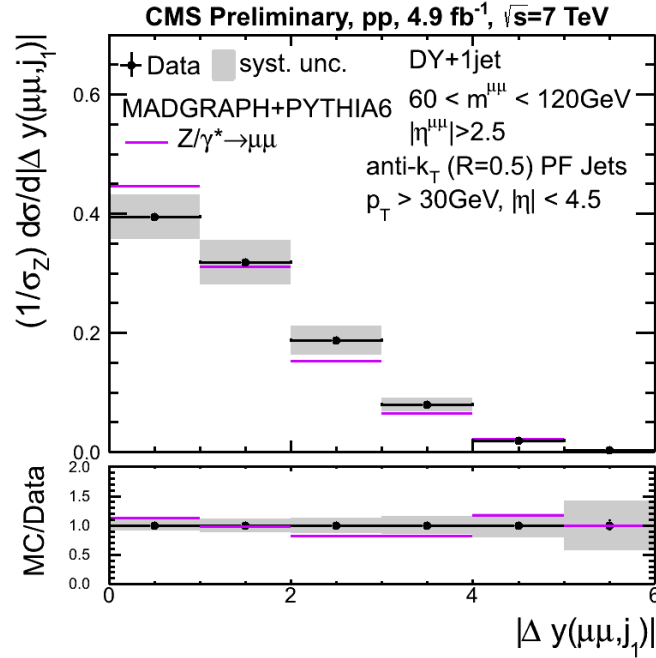 CMS Preliminary, pp, 4.9 fb⁻¹, √s=7 TeV
Data
syst. unc.
MADGRAPH+PYTHIA6
Z/γ*→μμ
DY+1jet
60 < m^μμ < 120GeV
|η^μμ|>2.5
anti-k_T (R=0.5) PF Jets
p_T > 30GeV, |η| < 4.5
(1/σ_Z) dσ/d|Δ y(μμ,j₁)|
0.6
0.4
0.2
0.0
MC/Data
2.0
1.5
1.0
0.5
0.0
0 2 4 6
|Δ y(μμ,j₁)|